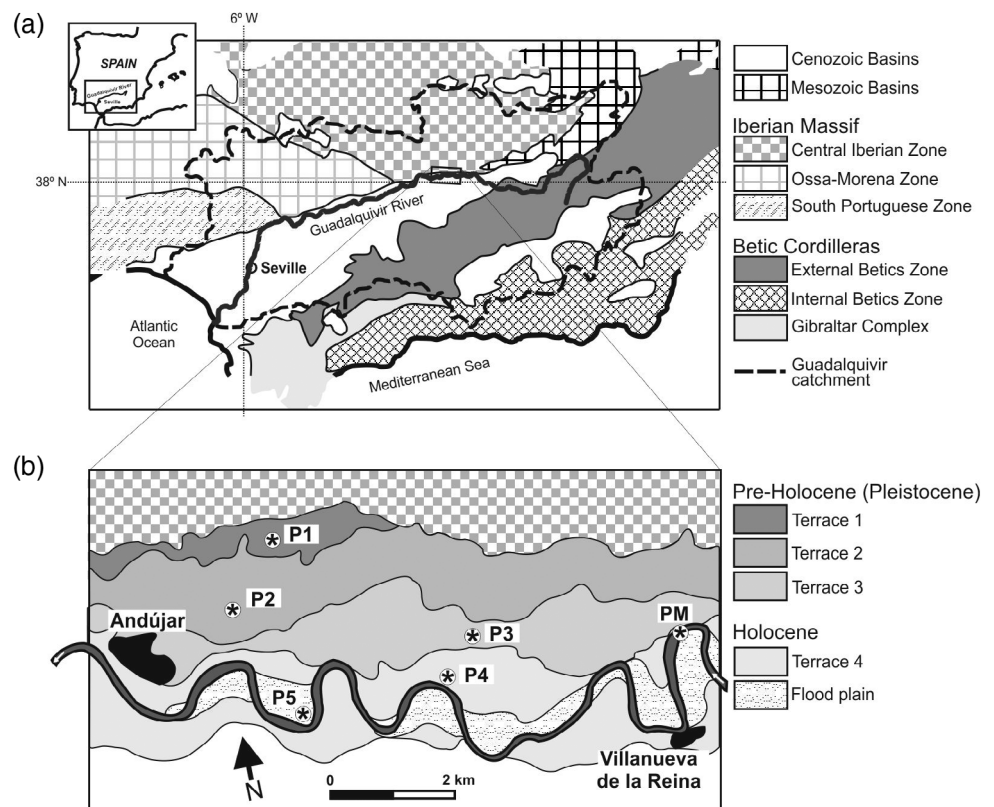 (a)
6º W
SPAIN
Guadalquivir River
Seville
38º N
Guadalquivir River
Seville
Atlantic
Ocean
Mediterranean Sea
Cenozoic Basins
Mesozoic Basins
Iberian Massif
Central Iberian Zone
Ossa-Morena Zone
South Portuguese Zone
Betic Cordilleras
External Betics Zone
Internal Betics Zone
Gibraltar Complex
Guadalquivir
catchment
(b)
P1
P2
Andújar
P3
PM
P4
P5
Villanueva
de la Reina
N
0 2 km
Pre-Holocene (Pleistocene)
Terrace 1
Terrace 2
Terrace 3
Holocene
Terrace 4
Flood plain